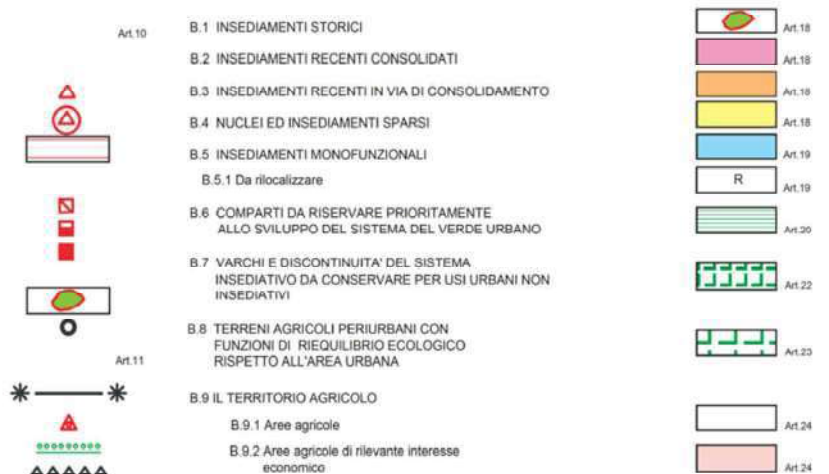 Art.10
B.1 INSEDIAMENTI STORICI Art.18
B.2 INSEDIAMENTI RECENTI CONSOLIDATI Art.18
B.3 INSEDIAMENTI RECENTI IN VIA DI CONSOLIDAMENTO Art.18
B.4 NUCLEI ED INSEDIAMENTI SPARSI Art.18
B.5 INSEDIAMENTI MONOFUNZIONALI Art.19
B.5.1 Da rilocalizzare R Art.19
B.6 COMPARTI DA RISERVARE PRIORITAMENTE
ALLO SVILUPPO DEL SISTEMA DEL VERDE URBANO Art.20
B.7 VARCHI E DISCONTINUITA' DEL SISTEMA
INSEDIATIVO DA CONSERVARE PER USI URBANI NON Art.22
INSEDIATIVI
B.8 TERRENI AGRICOLI PERIURBANI CON
FUNZIONI DI RIEQUILIBRIO ECOLOGICO Art.23
RISPETTO ALL'AREA URBANA
Art.11
B.9 IL TERRITORIO AGRICOLO
B.9.1 Aree agricole Art.24
B.9.2 Aree agricole di rilevante interesse
economico Art.24